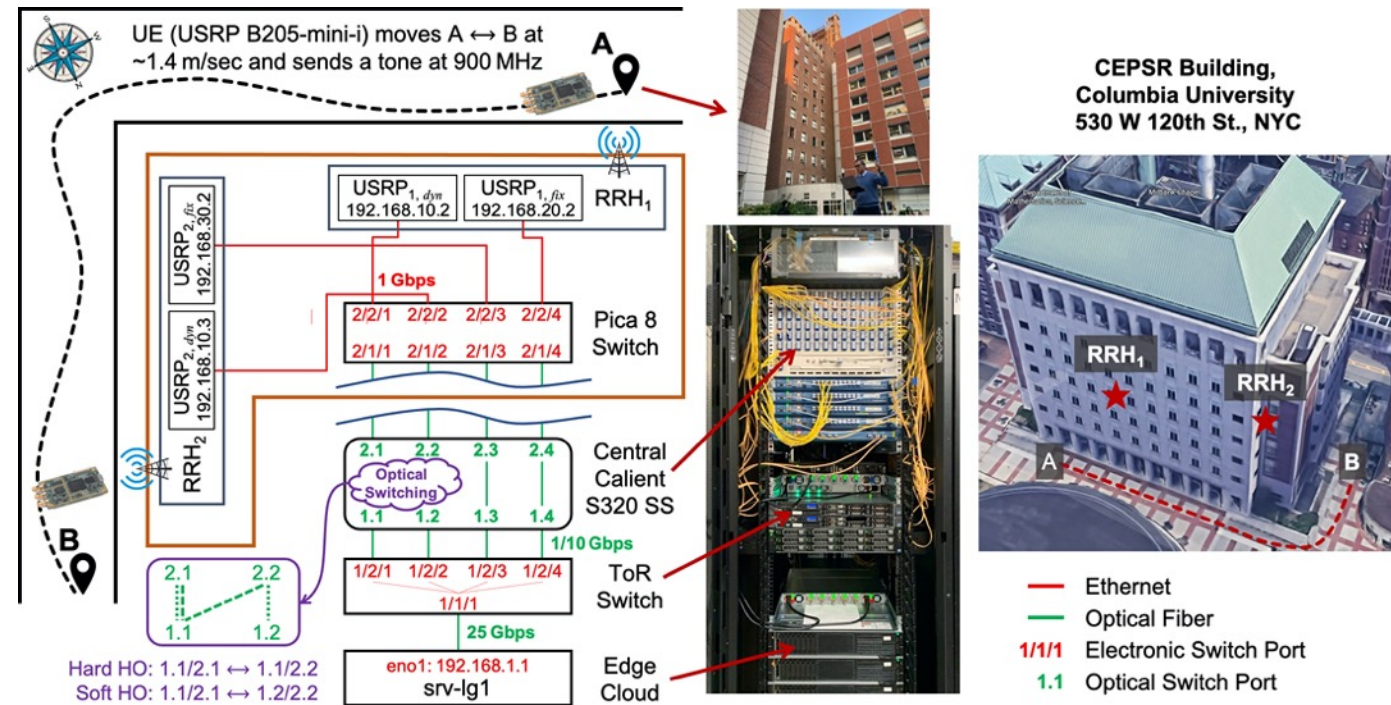 UE (USRP B205-mini-i) moves A ↔ B at
~1.4 m/sec and sends a tone at 900 MHz
A
B
USRP1, dyn
192.168.10.2
USRP1, fix
192.168.20.2
RRH1
USRP2, fix
192.168.30.2
USRP2, dyn
192.168.10.3
RRH2
1 Gbps
2/2/1 2/2/2 2/2/3 2/2/4
2/1/1 2/1/2 2/1/3 2/1/4
Pica 8
Switch
2.1 2.2 2.3 2.4
Optical
Switching
1.1 1.2 1.3 1.4
Central
Calient
S320 SS
1/10 Gbps
1/2/1 1/2/2 1/2/3 1/2/4
1/1/1
ToR
Switch
25 Gbps
eno1: 192.168.1.1
srv-lg1
Edge
Cloud
2.1 2.2
1.1 1.2
Hard HO: 1.1/2.1 ↔ 1.1/2.2
Soft HO: 1.1/2.1 ↔ 1.2/2.2
CEPSR Building,
Columbia University
530 W 120th St., NYC
RRH1
RRH2
A
B
Ethernet
Optical Fiber
1/1/1 Electronic Switch Port
1.1 Optical Switch Port